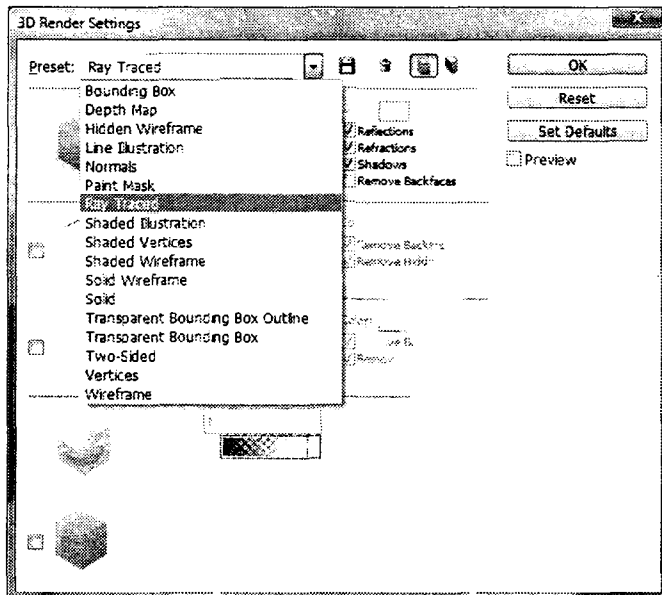 3D Render Settings
Preset: Ray Traced
OK
Reset
Set Defaults
Preview
Bounding Box
Depth Map
Hidden Wireframe
Line Illustration
Normals
Paint Mask
Ray Traced
Shaded Illustration
Shaded Vertices
Shaded Wireframe
Solid Wireframe
Solid
Transparent Bounding Box Outline
Transparent Bounding Box
Two-Sided
Vertices
Wireframe
Reflections
Refractions
Shadows
Remove Backfaces
Remove
Remove